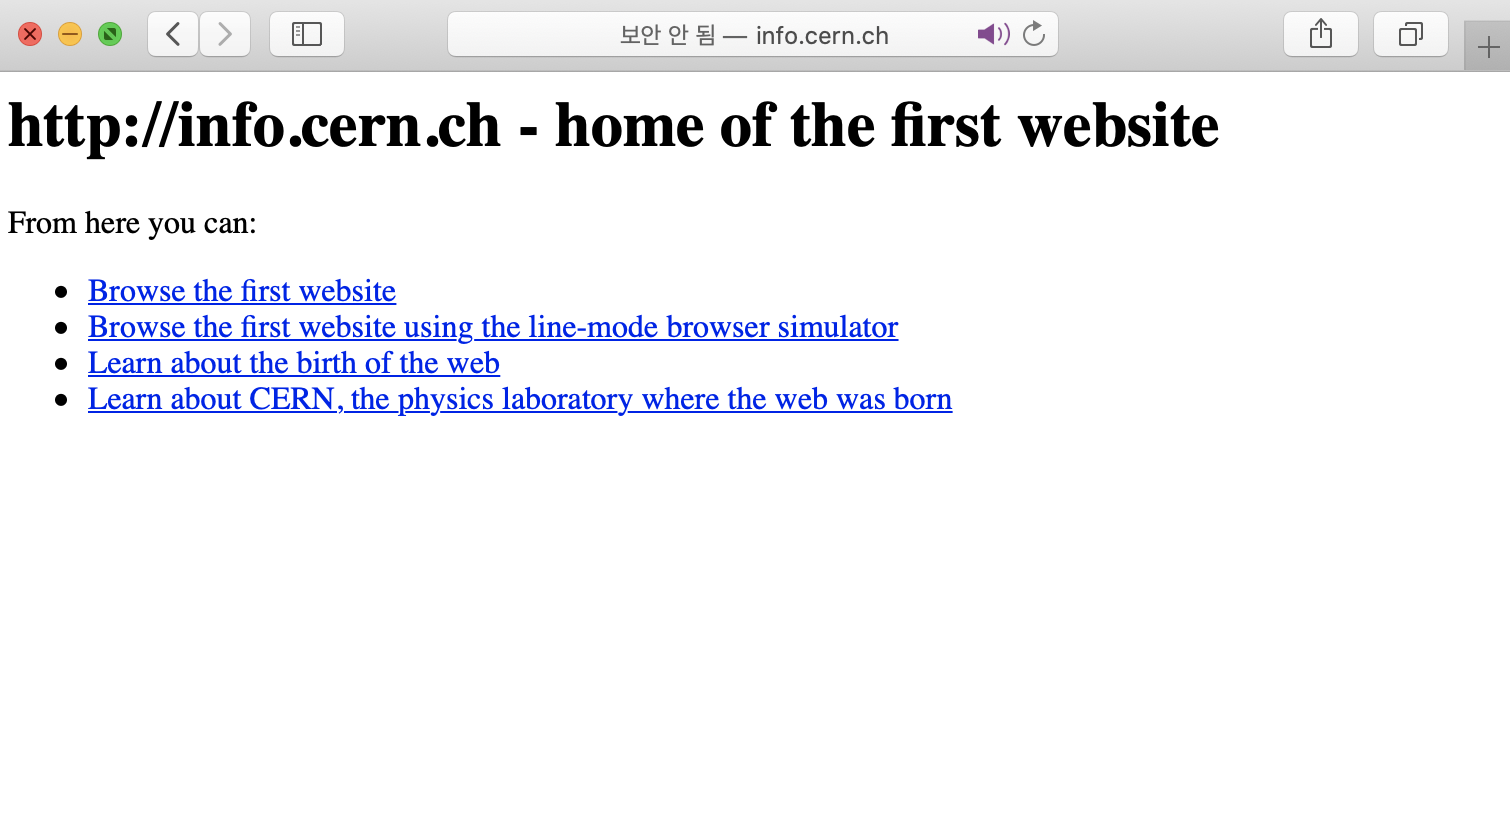 보안 안 됨 — info.cern.ch
http://info.cern.ch - home of the first website
From here you can:
Browse the first website
Browse the first website using the line-mode browser simulator
Learn about the birth of the web
Learn about CERN, the physics laboratory where the web was born